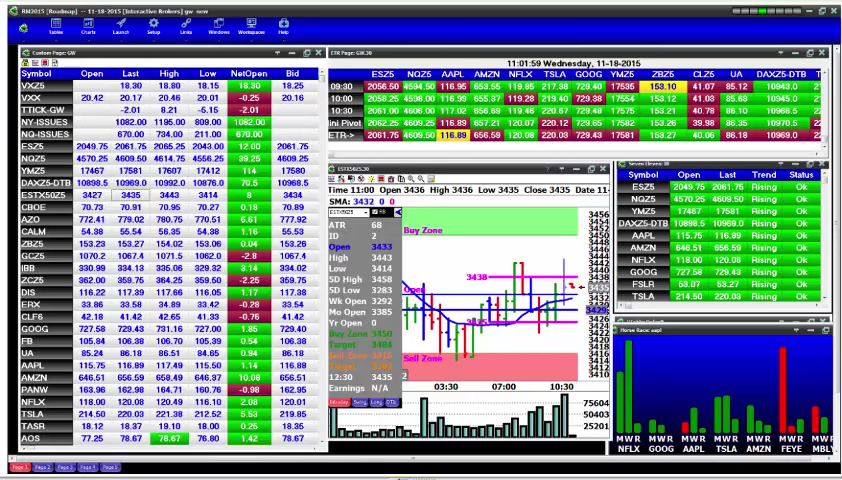 RM2015 [Roadmap] -- 11-18-2015 [Interactive Brokers] gw new
Tables Charts Launch Setup Links Windows Workspaces Help
Custom Page: GW
Symbol Open Last High Low NetOpen Bid
VXZ5 18.30 18.80 18.15 18.30 18.25
VXX 20.42 20.17 20.46 20.01 -0.25 20.16
TTICK-GW -2.01 8.21 -5.15 -2.01
NY-ISSUES 1082.00 1195.00 809.00 1082.00
NQ-ISSUES 670.00 734.00 211.00 670.00
ESZ5 2049.75 2061.75 2065.25 2043.00 12.00 2061.75
NQZ5 4570.25 4609.50 4614.75 4556.25 39.25 4609.25
YMZ5 17467 17581 17607 17412 114 17580
DAXZ5-DTB 10898.5 10969.0 10992.0 10876.0 70.5 10968.5
ESTX50Z5 3427 3435 3443 3414 8 3434
CBOE 70.73 70.91 70.95 70.27 0.18 70.89
AZO 772.41 779.02 780.75 770.51 6.61 777.92
CALM 54.38 55.54 56.35 54.38 1.16 55.53
ZBZ5 153.23 153.27 154.02 153.06 0.04 153.26
GCZ5 1070.2 1067.4 1071.5 1062.0 -2.8 1067.4
IBB 330.99 334.13 335.06 329.32 3.14 334.02
ZCZ5 362.00 359.75 364.25 359.50 -2.25 359.75
DIS 116.22 117.39 117.66 116.05 1.17 117.38
ERX 33.86 33.58 34.89 33.42 -0.28 33.54
CLF6 42.18 41.42 42.65 41.33 -0.76 41.42
GOOG 727.58 729.43 731.16 727.00 1.85 729.40
FB 105.84 106.38 106.70 105.39 0.54 106.38
UA 85.24 86.18 86.51 84.65 0.94 86.18
AAPL 115.75 116.89 117.49 115.50 1.14 116.89
AMZN 646.51 656.59 658.49 646.37 10.08 656.51
PANW 163.96 162.98 164.71 160.76 -0.98 162.95
NFLX 118.00 120.08 120.49 116.10 2.08 120.01
TSLA 214.50 220.03 221.38 212.52 5.53 219.85
TASR 18.12 18.37 19.10 18.00 0.25 18.35
AOS 77.25 78.67 78.67 76.80 1.42 78.67
Page 1 Page 2 Page 3 Page 4 Page 5
ETR Page: GW.30
11:01:59 Wednesday, 11-18-2015
ESZ5 NQZ5 AAPL AMZN NFLX TSLA GOOG YMZ5 ZBZ5 CLZ5 UA DAXZ5-DTB
09:30 2056.50 4594.50 116.95 653.55 119.85 217.38 729.40 17535 153.10 41.07 85.12 10943.0
10:00 2058.25 4598.00 116.99 655.37 119.28 219.40 729.38 17554 153.12 41.03 85.68 10945.0
10:30 2061.00 4606.00 117.02 656.69 119.46 220.67 729.48 17575 153.21 40.78 86.10 10966.5
Ini Pivot 2062.25 4609.25 116.89 657.21 120.07 220.12 729.65 17582 153.26 39.98 86.35 10970.5
ETR-> 2061.75 4609.50 116.89 656.59 120.08 220.03 729.43 17581 153.27 40.06 86.18 10969.0
ESTX50Z5.30
Time 11:00 Open 3436 High 3436 Low 3435 Close 3435 Date 11-
SMA: 3432 0 0
ESTX50Z5
ATR 68
ID 2
Open 3433
High 3443
Low 3414
5D High 3458
5D Low 3283
Wk Open 3292
Mo Open 3385
Yr Open 0
Buy Zone 3450
Target 3484
Sell Zone 3416
12:30 3435
Earnings N/A
Intraday Swing Long DTb
Buy Zone
3438
Open
Sell Zone
3456
3454
3452
3450
3448
3446
3444
3442
3440
3438
3435
3432
3429
3426
3424
3422
3420
3418
3416
3414
3412
3410
03:30 07:00 10:30
75604
50403
25201
Seven Eleven: 30
Symbol Open Last Trend Status
ESZ5 2049.75 2061.75 Rising Ok
NQZ5 4570.25 4609.50 Rising Ok
YMZ5 17467 17581 Rising Ok
DAXZ5-DTB 10898.5 10969.0 Rising Ok
AAPL 115.75 116.89 Rising Ok
AMZN 646.51 656.59 Rising Ok
NFLX 118.00 120.08 Rising Ok
GOOG 727.58 729.43 Rising Ok
FSLR 53.07 53.27 Rising Ok
TSLA 214.50 220.03 Rising Ok
Horse Race: aapl
MWR MWR MWR MWR MWR MWR MWR
NFLX GOOG AAPL TSLA AMZN FEYE MBLY